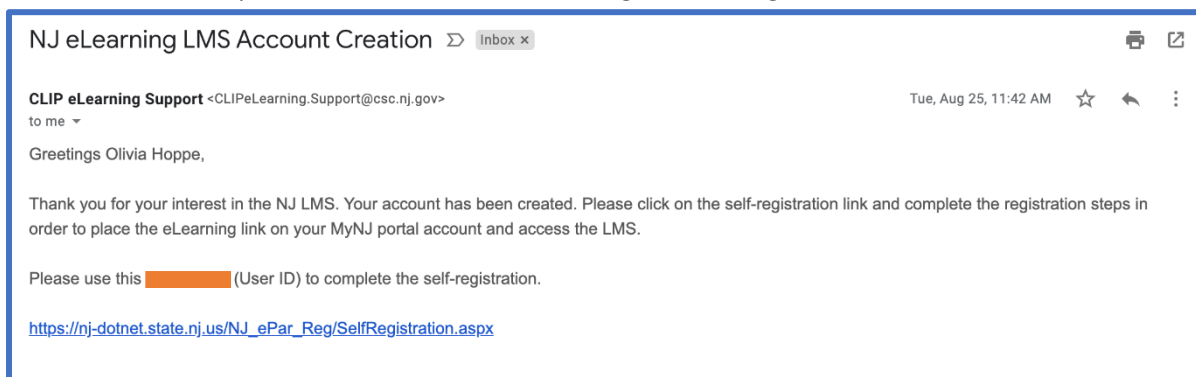 NJ eLearning LMS Account Creation Inbox x
CLIP eLearning Support <CLIPeLearning.Support@csc.nj.gov> Tue, Aug 25, 11:42 AM
to me
Greetings Olivia Hoppe,
Thank you for your interest in the NJ LMS. Your account has been created. Please click on the self-registration link and complete the registration steps in
order to place the eLearning link on your MyNJ portal account and access the LMS.
Please use this (User ID) to complete the self-registration.
https://nj-dotnet.state.nj.us/NJ_ePar_Reg/SelfRegistration.aspx